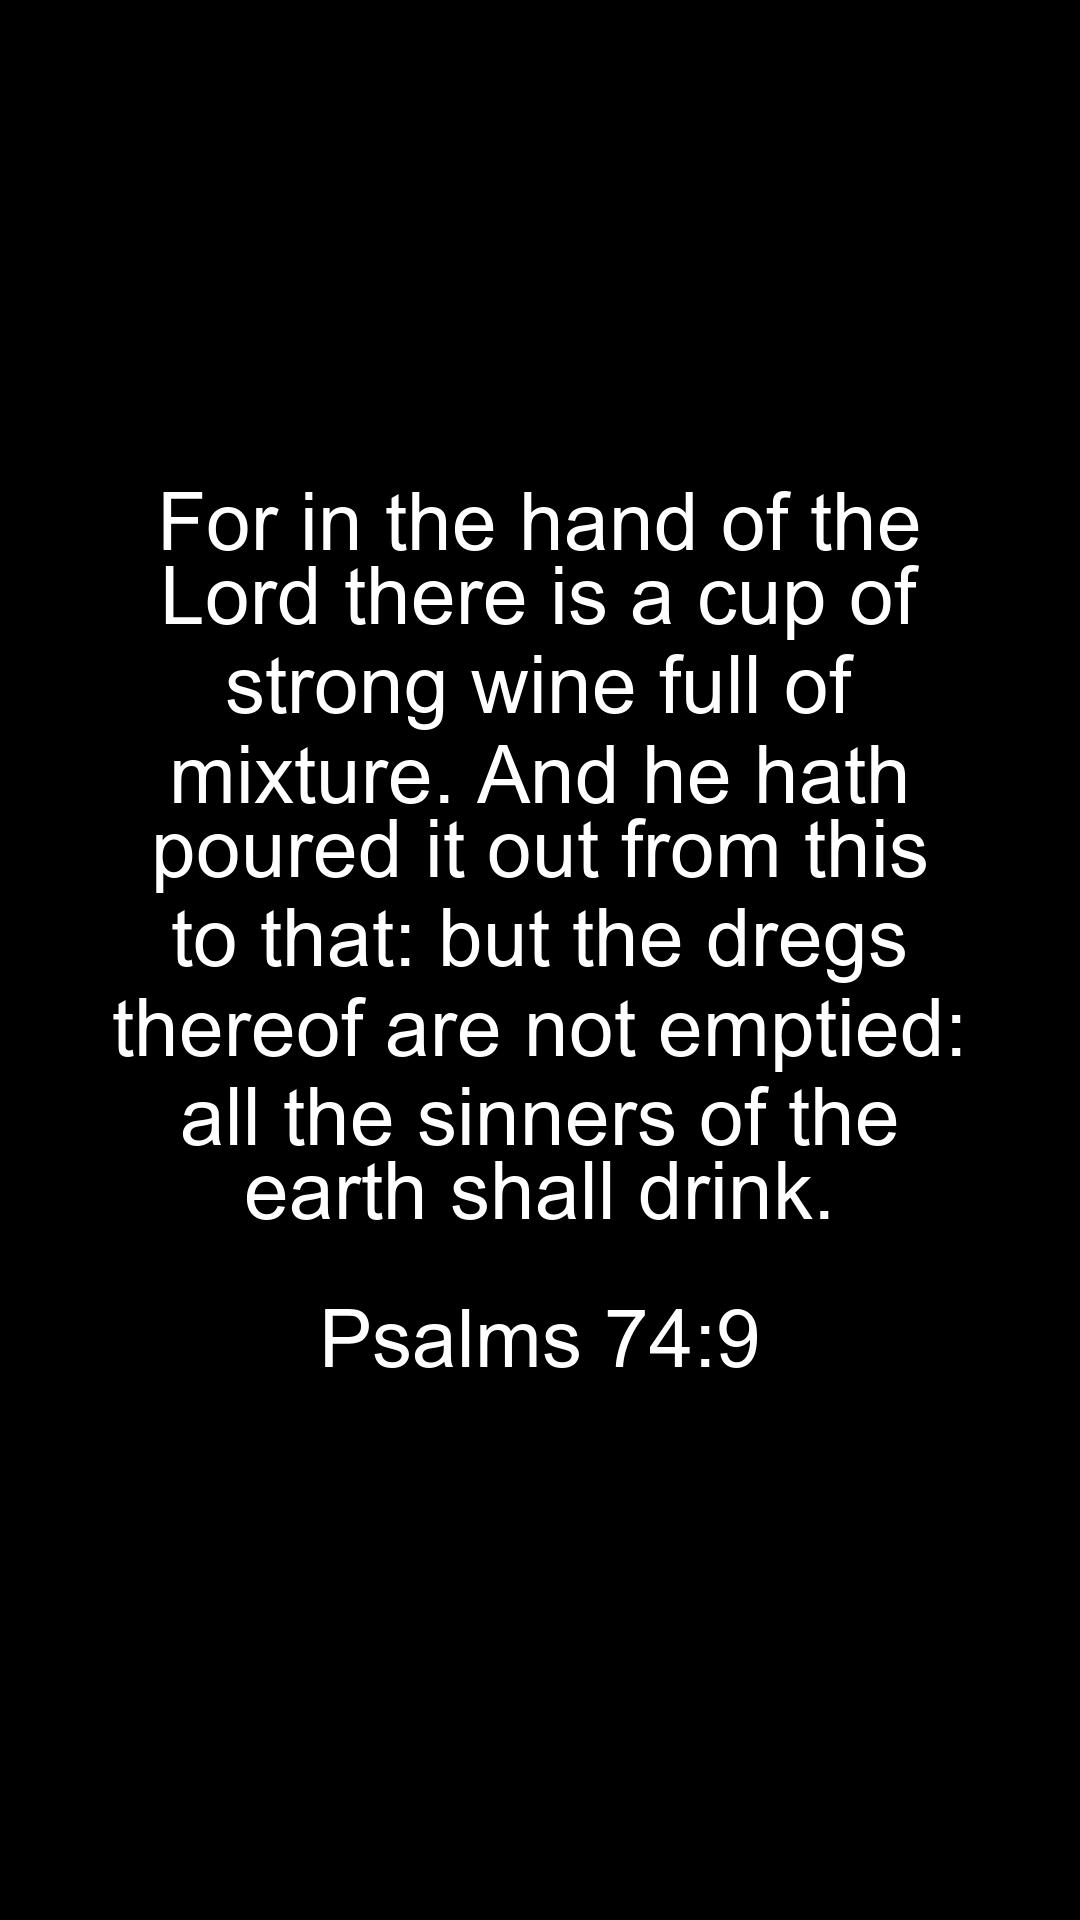 For in the hand of the
Lord there is a cup of
strong wine full of
mixture. And he hath
poured it out from this
to that: but the dregs
thereof are not emptied:
all the sinners of the
earth shall drink.
Psalms 74:9